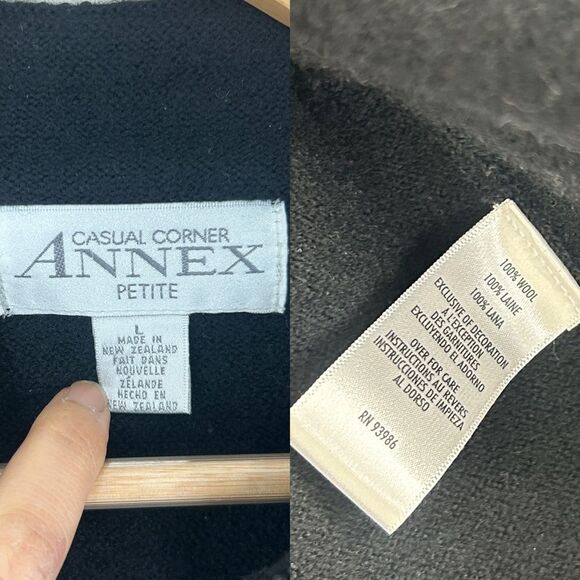 CASUAL CORNER
ANNEX
PETITE
L
MADE IN
NEW ZEALAND
FAIT DANS
NOUVELLE
ZÉLANDE
HECHO EN
NEW ZEALAND
100% WOOL
100% LAINE
100% LANA
EXCLUSIVE OF DECORATION
À L'EXCEPTION
DES GARNITURES
EXCLUYENDO EL ADORNO
OVER FOR CARE
INSTRUCTIONS AU REVERS
INSTRUCCIONES DE IMPIEZA
AL DORSO
RN 93986